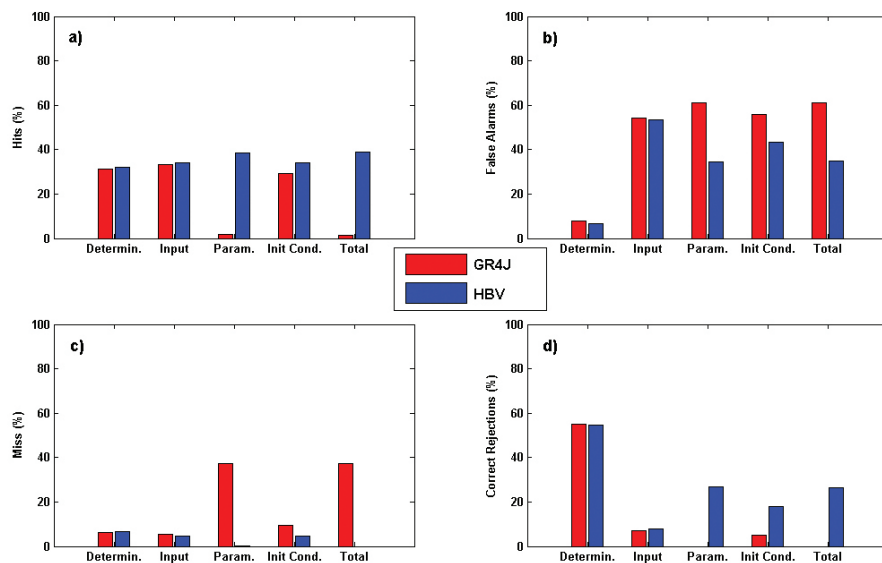 a)
Hits (%)
100
80
60
40
20
0
Determin. Input Param. Init Cond. Total
b)
False Alarms (%)
100
80
60
40
20
0
Determin. Input Param. Init Cond. Total
GR4J
HBV
c)
Miss (%)
100
80
60
40
20
0
Determin. Input Param. Init Cond. Total
d)
Correct Rejections (%)
100
80
60
40
20
0
Determin. Input Param. Init Cond. Total